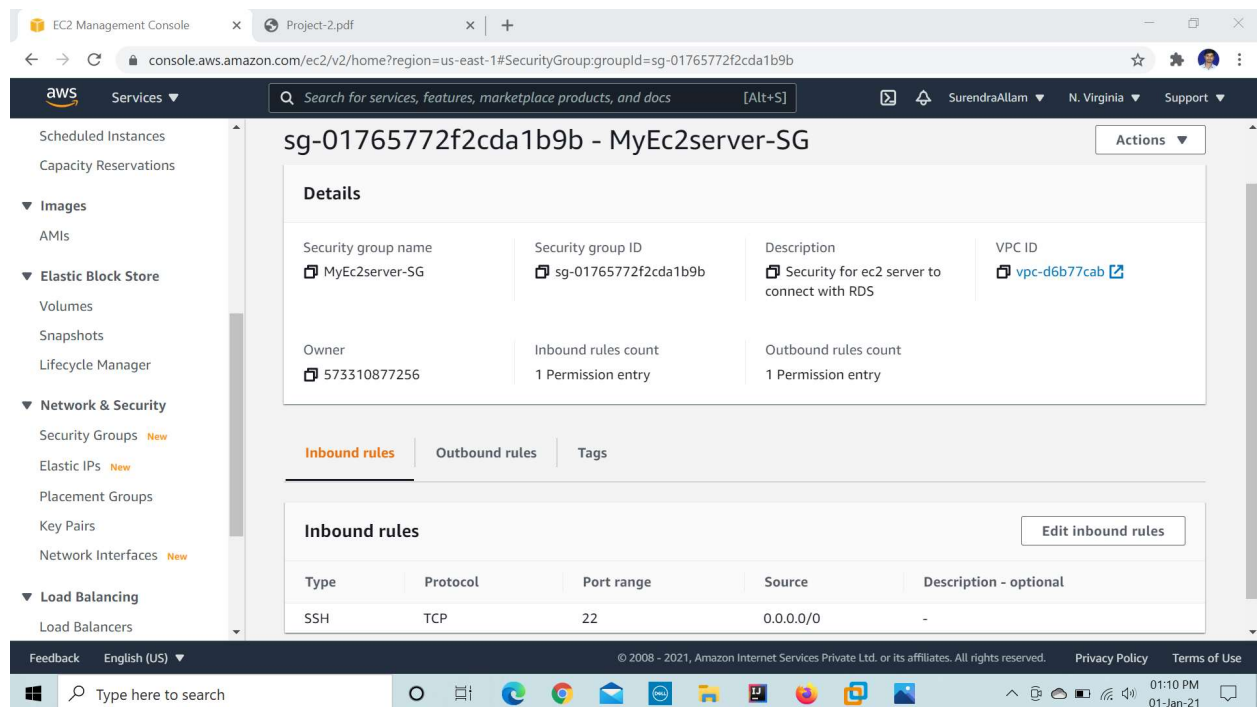 EC2 Management Console
Project-2.pdf
console.aws.amazon.com/ec2/v2/home?region=us-east-1#SecurityGroup:groupId=sg-01765772f2cda1b9b
aws Services Search for services, features, marketplace products, and docs [Alt+S] SurendraAllam N. Virginia Support
Scheduled Instances
Capacity Reservations
Images
AMIs
Elastic Block Store
Volumes
Snapshots
Lifecycle Manager
Network & Security
Security Groups New
Elastic IPs New
Placement Groups
Key Pairs
Network Interfaces New
Load Balancing
Load Balancers
sg-01765772f2cda1b9b - MyEc2server-SG
Actions
Details
Security group name
MyEc2server-SG
Security group ID
sg-01765772f2cda1b9b
Description
Security for ec2 server to
connect with RDS
VPC ID
vpc-d6b77cab
Owner
573310877256
Inbound rules count
1 Permission entry
Outbound rules count
1 Permission entry
Inbound rules Outbound rules Tags
Inbound rules
Edit inbound rules
Type Protocol Port range Source Description - optional
SSH TCP 22 0.0.0.0/0 -
Feedback English (US) © 2008 - 2021, Amazon Internet Services Private Ltd. or its affiliates. All rights reserved. Privacy Policy Terms of Use
Type here to search
DELL
IJ
01:10 PM
01-Jan-21